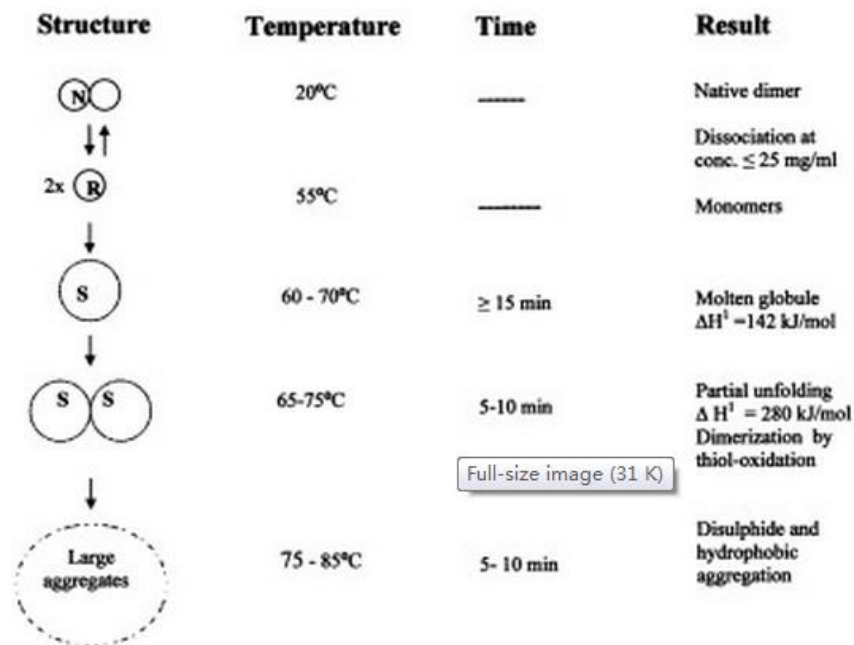 Structure Temperature Time Result
N 20ºC ------ Native dimer
Dissociation at
conc. ≤ 25 mg/ml
2x R 55ºC -------- Monomers
S 60 - 70ºC ≥ 15 min Molten globule
ΔH¹ =142 kJ/mol
S S 65-75ºC 5-10 min Partial unfolding
Δ H¹ = 280 kJ/mol
Dimerization by
thiol-oxidation
Full-size image (31 K)
Large
aggregates 75 - 85ºC 5- 10 min Disulphide and
hydrophobic
aggregation